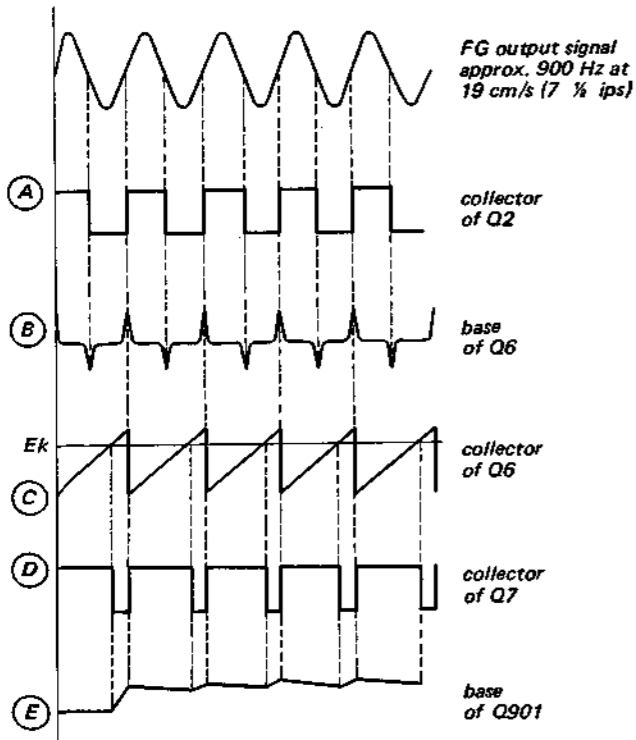 FG output signal
approx. 900 Hz at
19 cm/s (7 ½ ips)
A
collector
of Q2
B
base
of Q6
Ek
collector
of Q6
C
D
collector
of Q7
E
base
of Q901